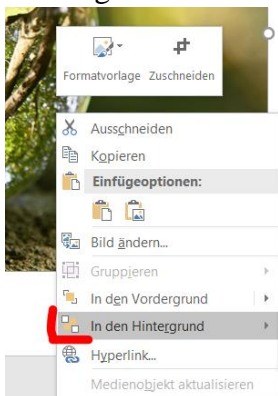 Formatvorlage Zuschneiden
Ausschneiden
Kopieren
Einfügeoptionen:
Bild ändern...
Gruppieren
In den Vordergrund
In den Hintergrund
Hyperlink...
Medienobjekt aktualisieren